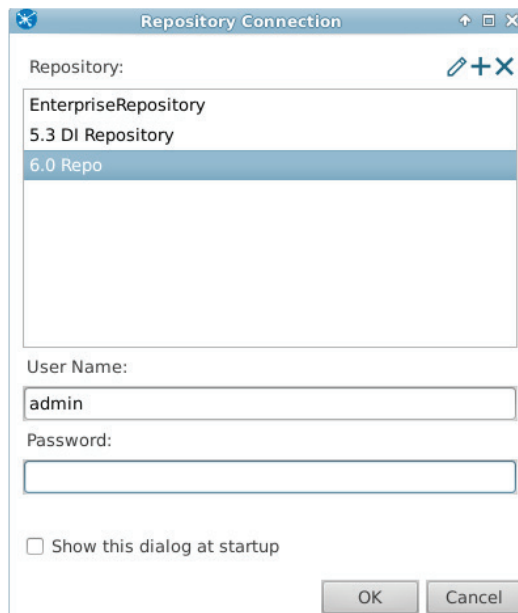 Repository Connection
Repository:
EnterpriseRepository
5.3 DI Repository
6.0 Repo
User Name:
admin
Password:
Show this dialog at startup
OK Cancel